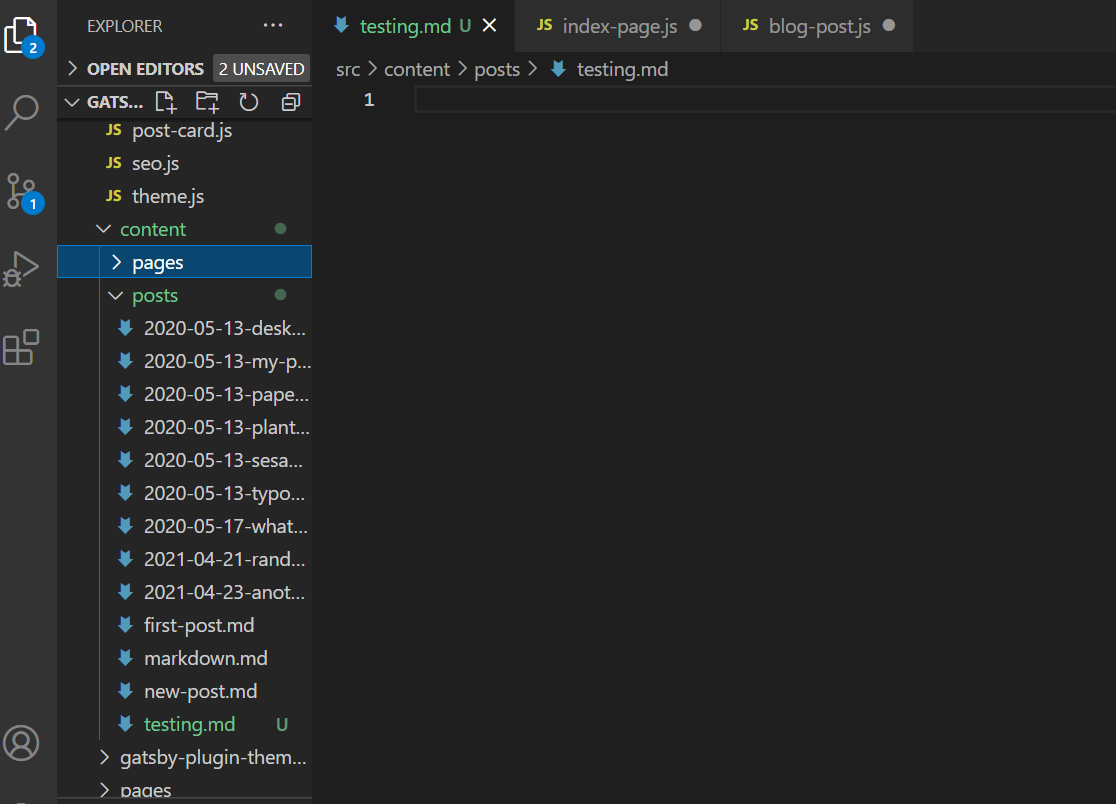 EXPLORER ...
OPEN EDITORS 2 UNSAVED
GATS...
JS post-card.js
JS seo.js
JS theme.js
content
pages
posts
2020-05-13-desk...
2020-05-13-my-p...
2020-05-13-pape...
2020-05-13-plant...
2020-05-13-sesa...
2020-05-13-typo...
2020-05-17-what...
2021-04-21-rand...
2021-04-23-anot...
first-post.md
markdown.md
new-post.md
testing.md U
gatsby-plugin-them...
pages
2
1
testing.md U
JS index-page.js
JS blog-post.js
src > content > posts > testing.md
1